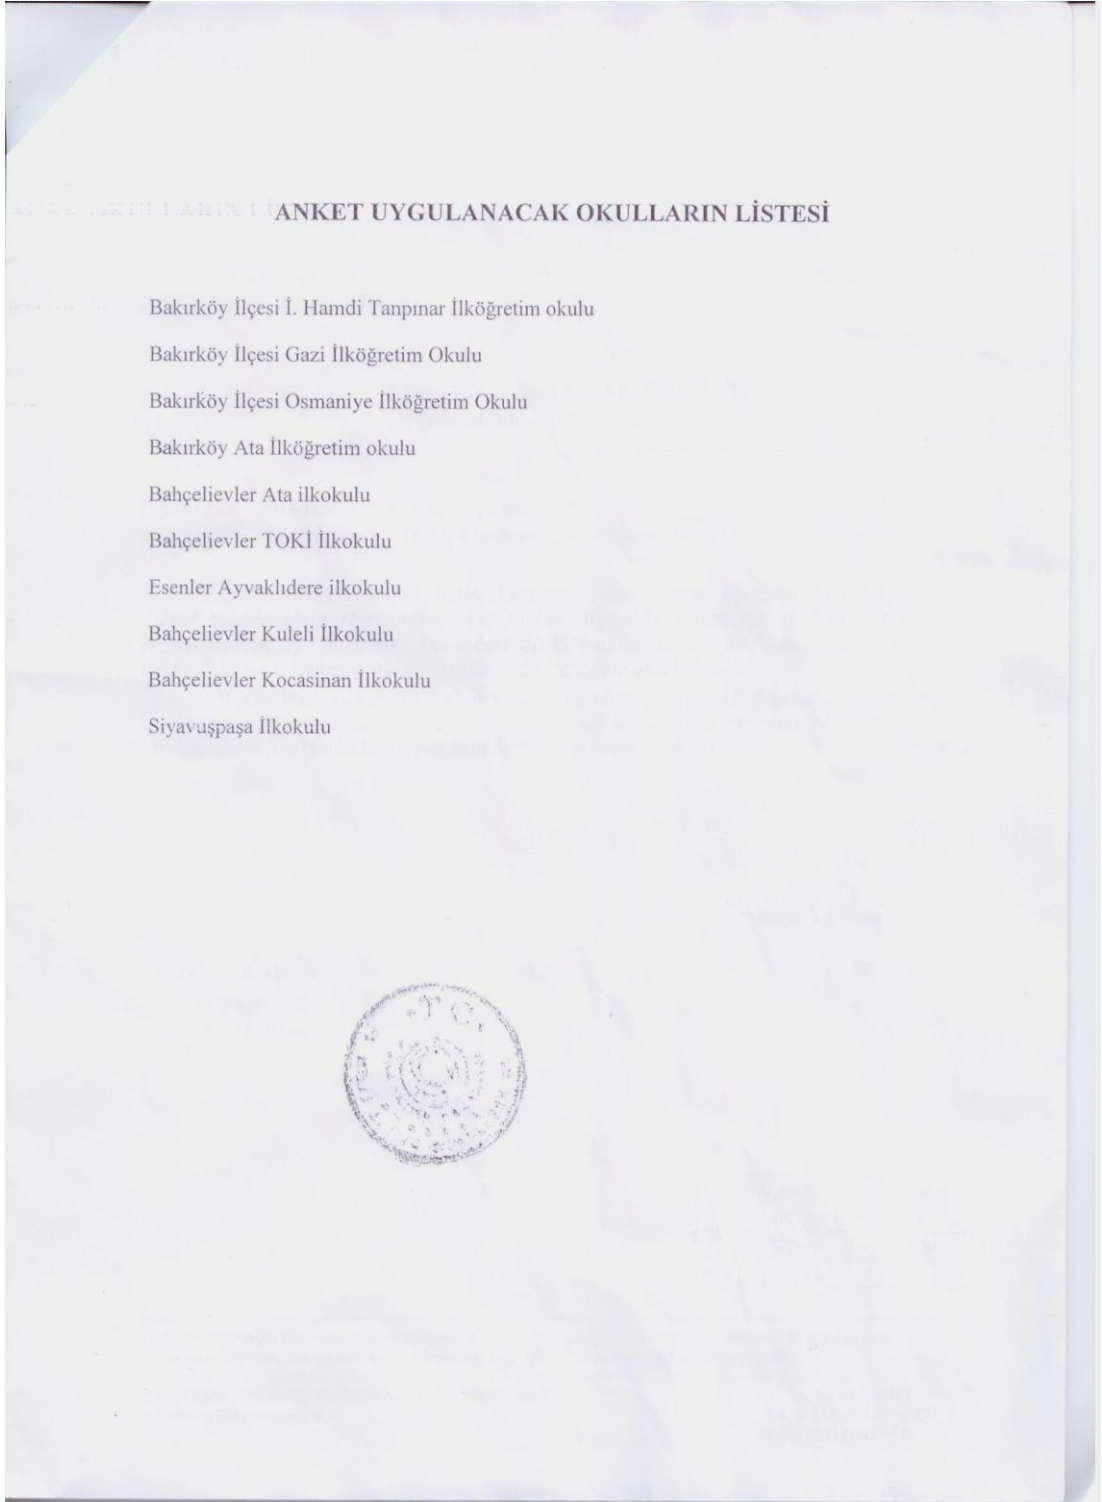 ANKET UYGULANACAK OKULLARIN LİSTESİ
Bakırköy İlçesi İ. Hamdi Tanpınar İlköğretim okulu
Bakırköy İlçesi Gazi İlköğretim Okulu
Bakırköy İlçesi Osmaniye İlköğretim Okulu
Bakırköy Ata İlköğretim okulu
Bahçelievler Ata ilkokulu
Bahçelievler TOKİ İlkokulu
Esenler Ayvaklıdere ilkokulu
Bahçelievler Kuleli İlkokulu
Bahçelievler Kocasinan İlkokulu
Siyavuşpaşa İlkokulu
T.C.